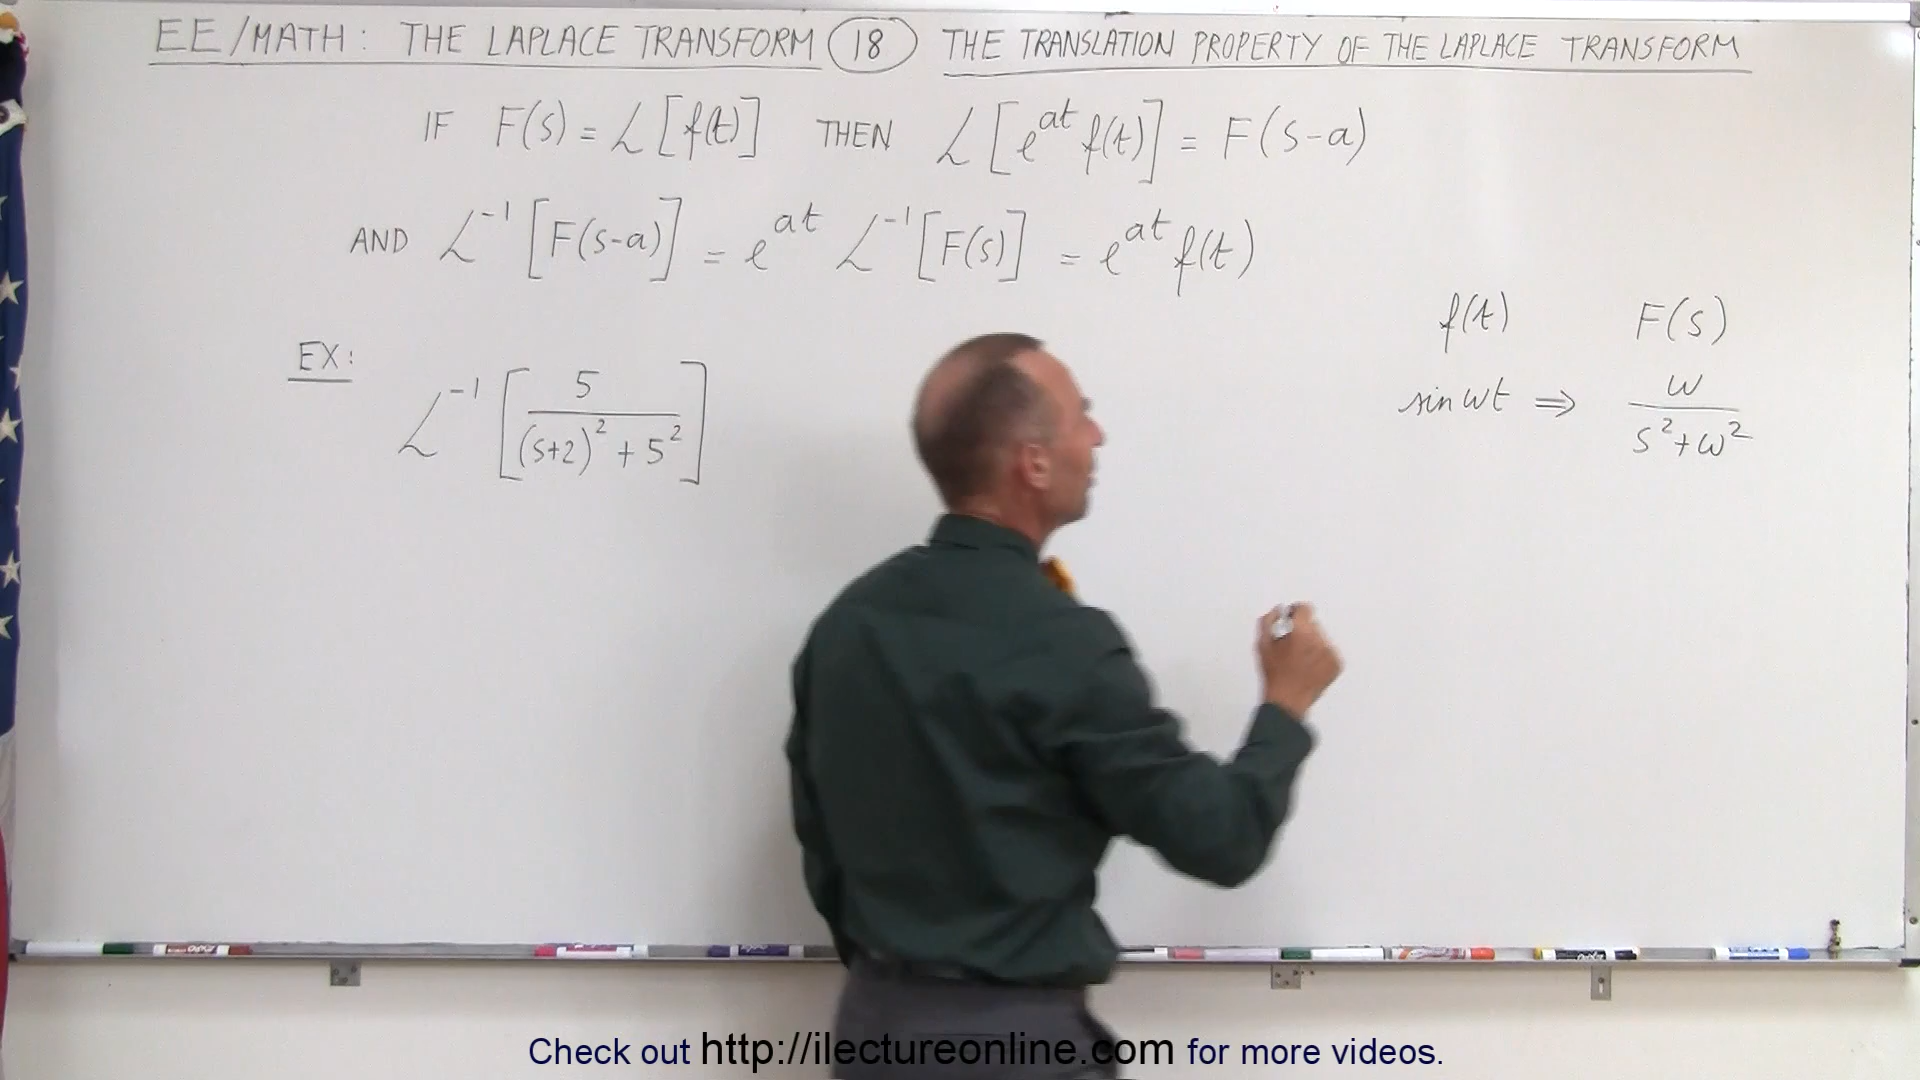 EE/MATH: THE LAPLACE TRANSFORM 18 THE TRANSLATION PROPERTY OF THE LAPLACE TRANSFORM
IF F(s) = ℒ[f(t)] THEN ℒ[e^{at} f(t)] = F(s-a)
AND ℒ^{-1}[F(s-a)] = e^{at} ℒ^{-1}[F(s)] = e^{at} f(t)
f(t) F(s)
EX: ℒ^{-1}[5/((s+2)^2 + 5^2)]
sin ωt ⇒ ω/(s^2+ω^2)
Check out http://ilectureonline.com for more videos.